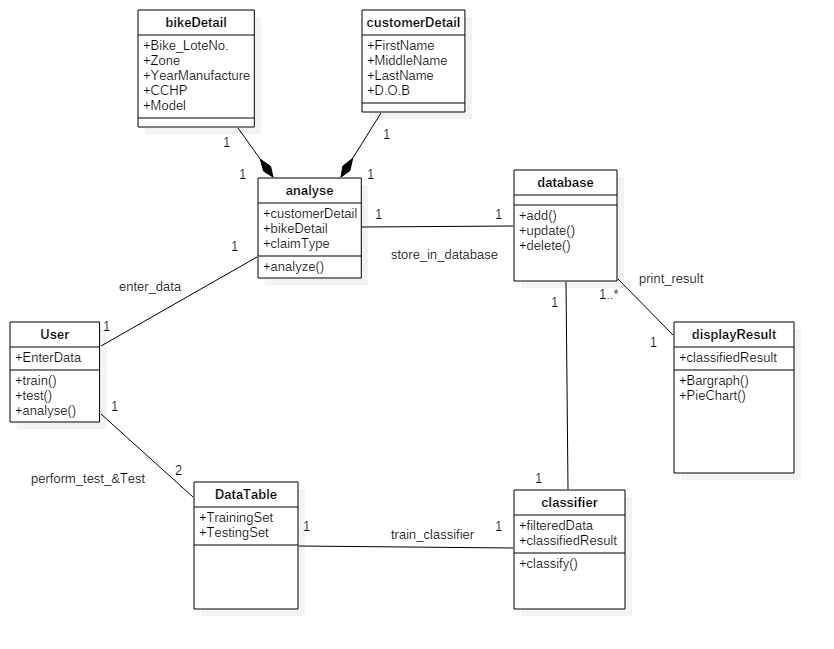 bikeDetail
+Bike_LoteNo.
+Zone
+YearManufacture
+CCHP
+Model
customerDetail
+FirstName
+MiddleName
+LastName
+D.O.B
1
1
1
1
analyse
+customerDetail
+bikeDetail
+claimType
+analyze()
database
+add()
+update()
+delete()
1
1
store_in_database
1
enter_data
1
User
+EnterData
+train()
+test()
+analyse()
1..*
print_result
1
displayResult
+classifiedResult
+Bargraph()
+PieChart()
1
1
1
perform_test_&Test
2
DataTable
+TrainingSet
+TestingSet
1
train_classifier
1
classifier
+filteredData
+classifiedResult
+classify()